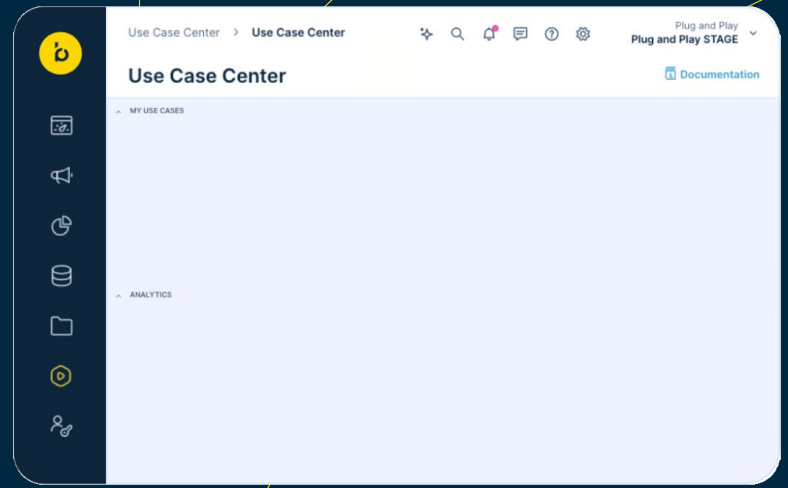 Use Case Center > Use Case Center
Plug and Play
Plug and Play STAGE
Use Case Center
Documentation
MY USE CASES
ANALYTICS